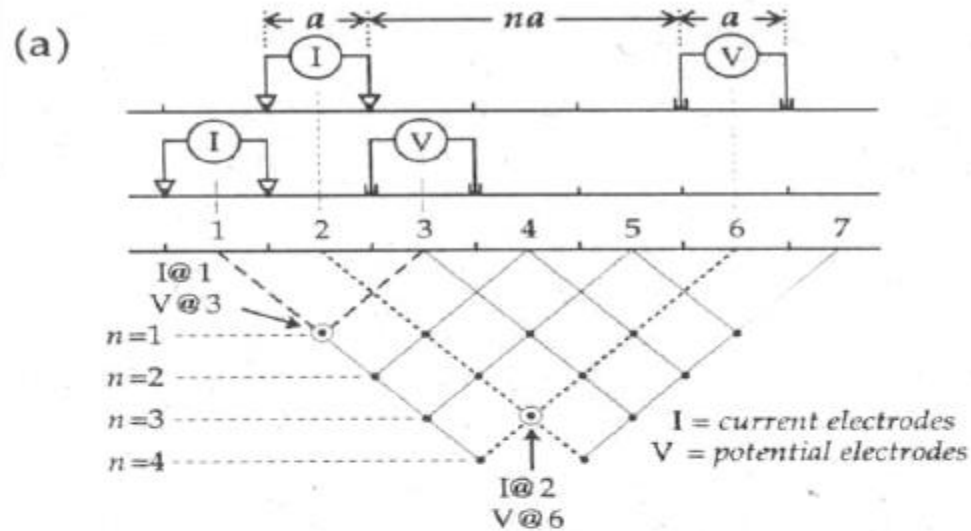 (a)
a na a
I V
I V
1 2 3 4 5 6 7
I@1
V@3
n=1
n=2
n=3
n=4
I = current electrodes
V = potential electrodes
I@2
V@6